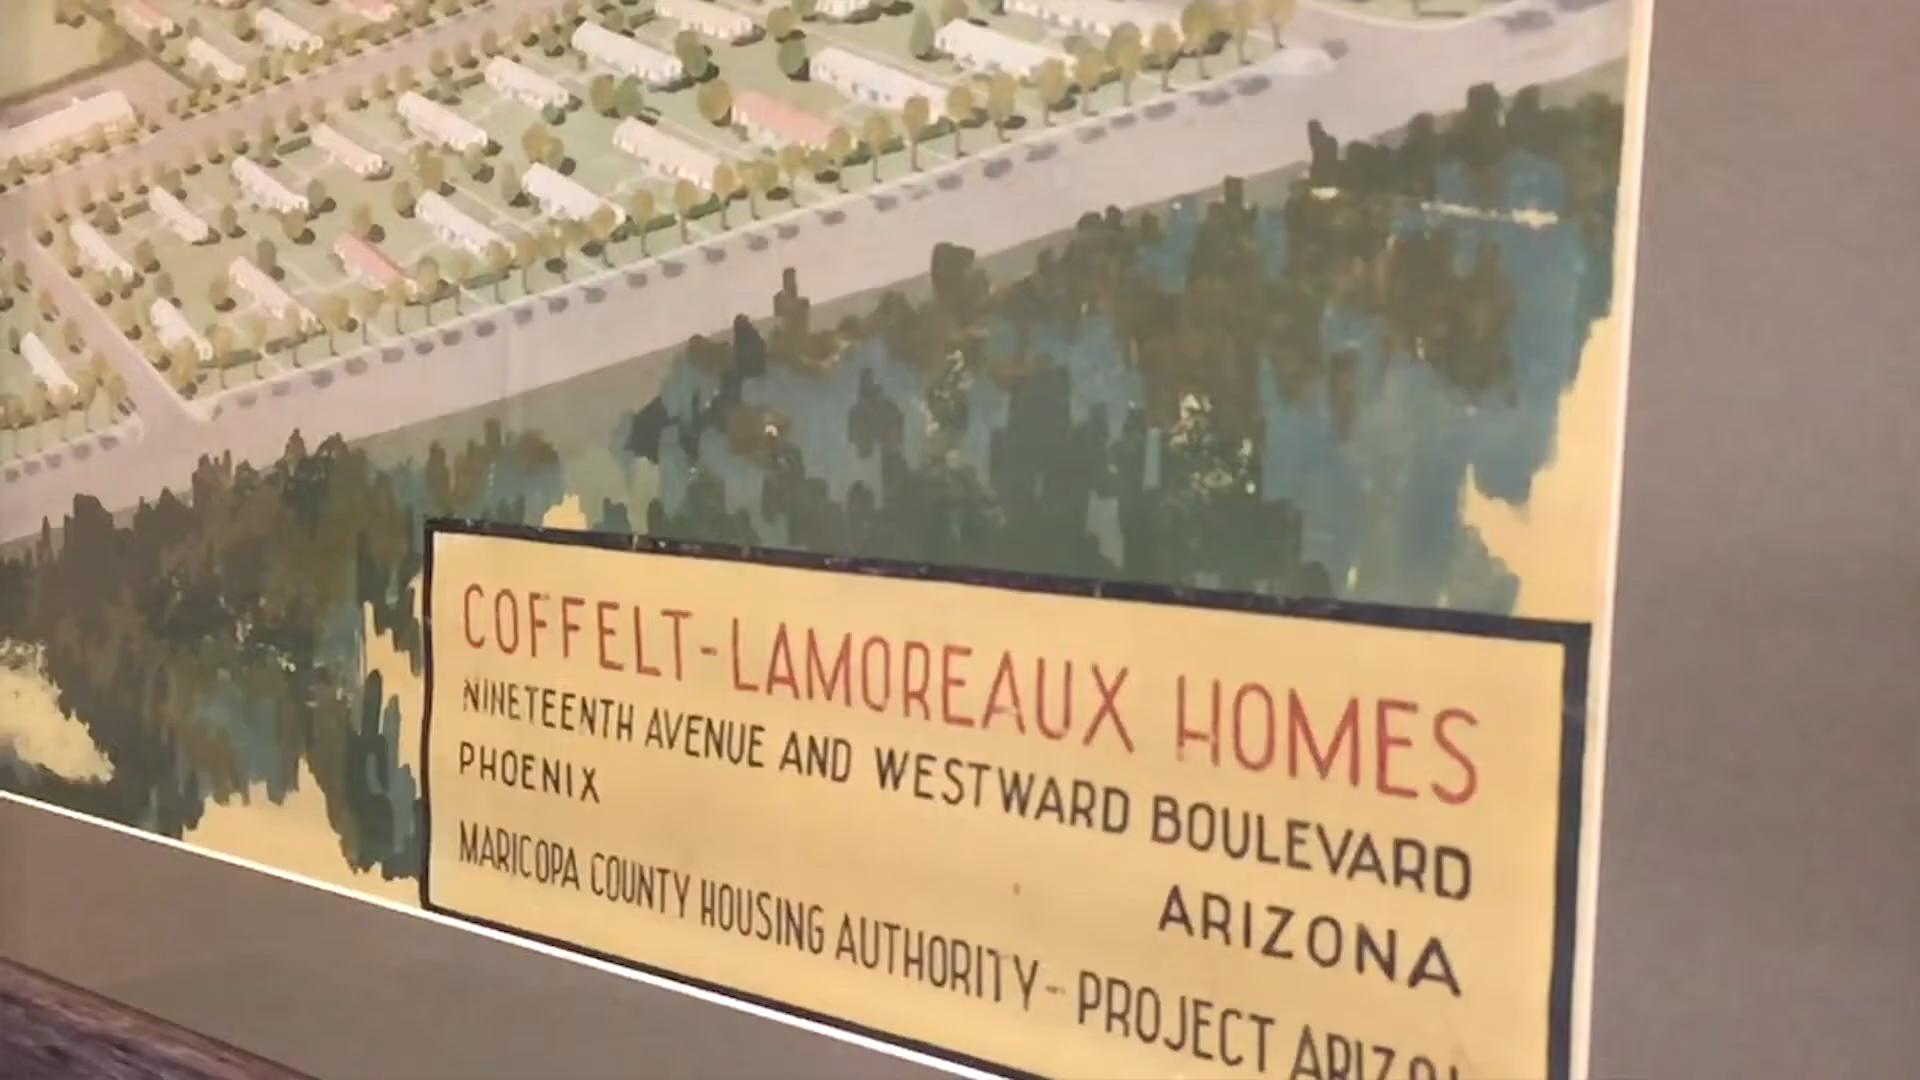 COFFELT-LAMOREAUX HOMES
NINETEENTH AVENUE AND WESTWARD BOULEVARD
PHOENIX ARIZONA
MARICOPA COUNTY HOUSING AUTHORITY- PROJECT